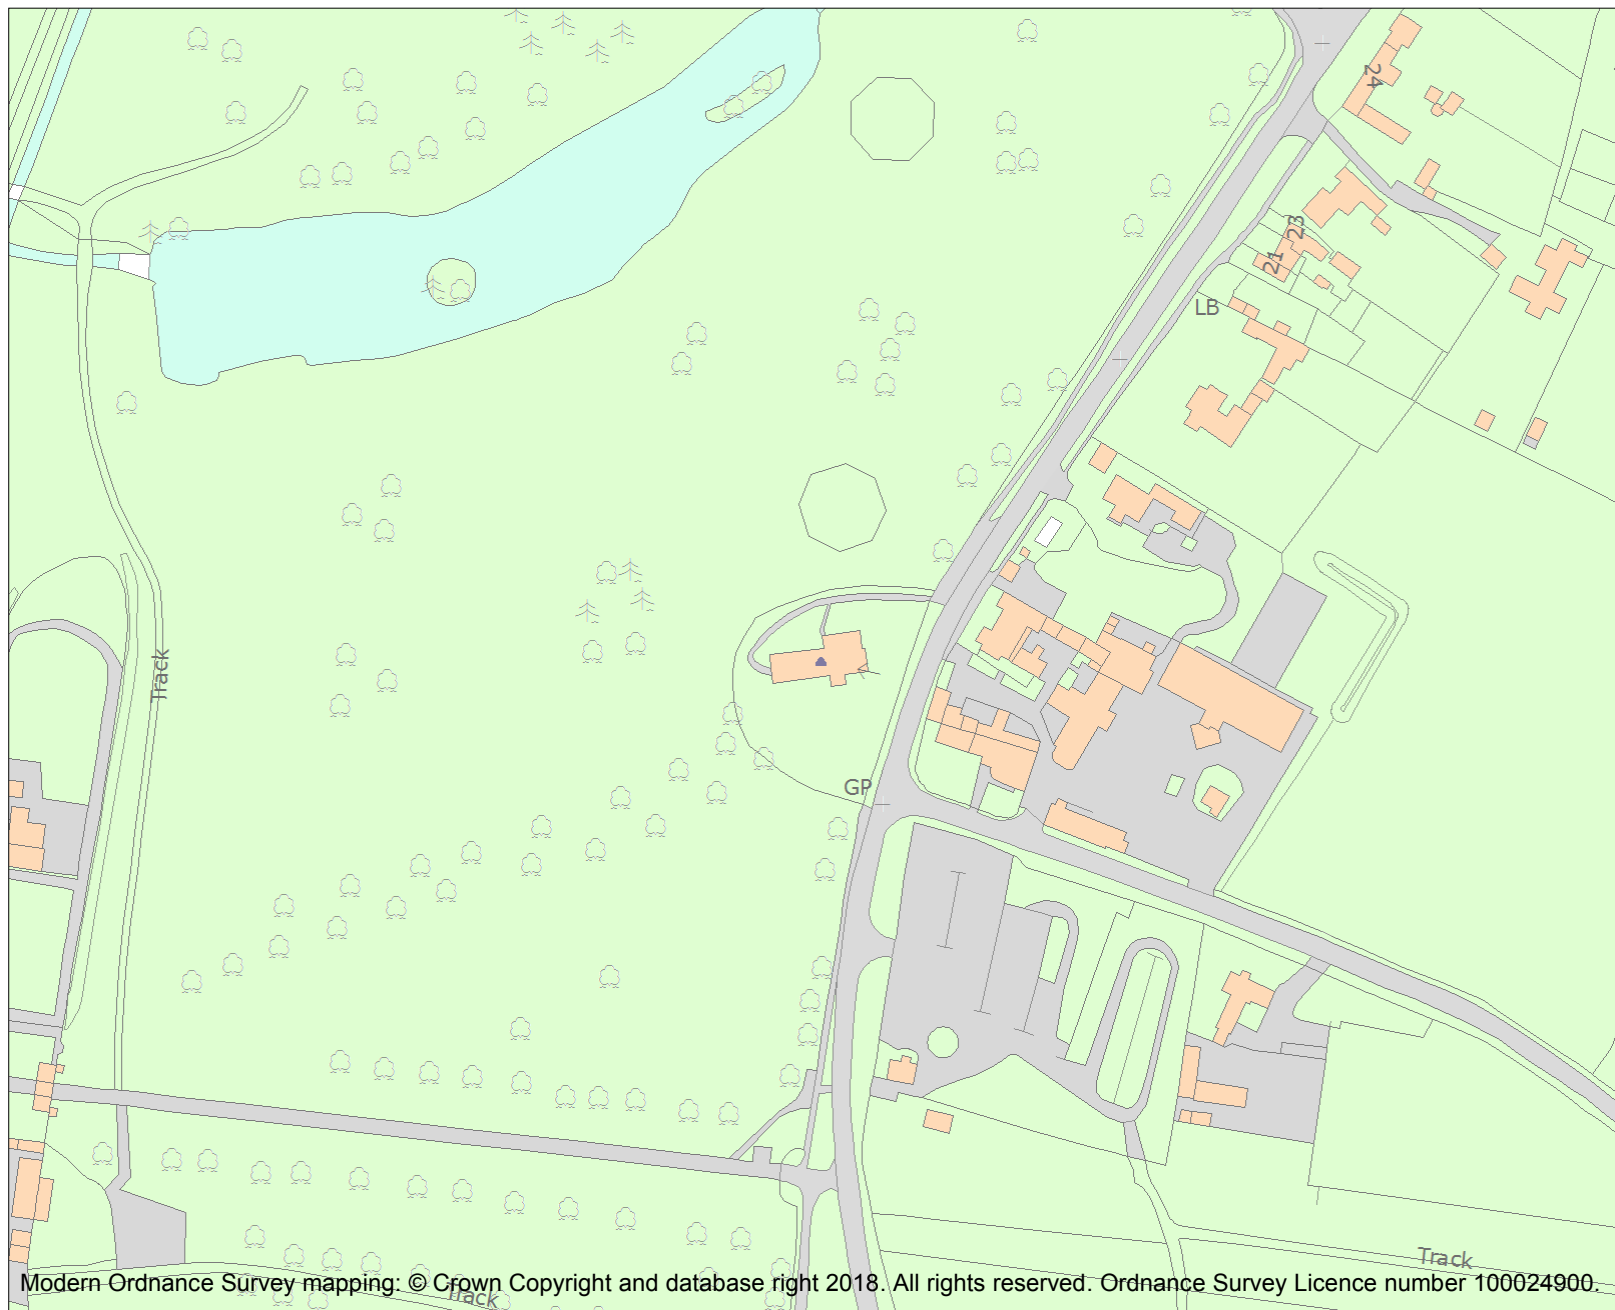 24
23
21
LB
Track
GP
Track
Modern Ordnance Survey mapping: © Crown Copyright and database right 2018. All rights reserved. Ordnance Survey Licence number 100024900.
Track